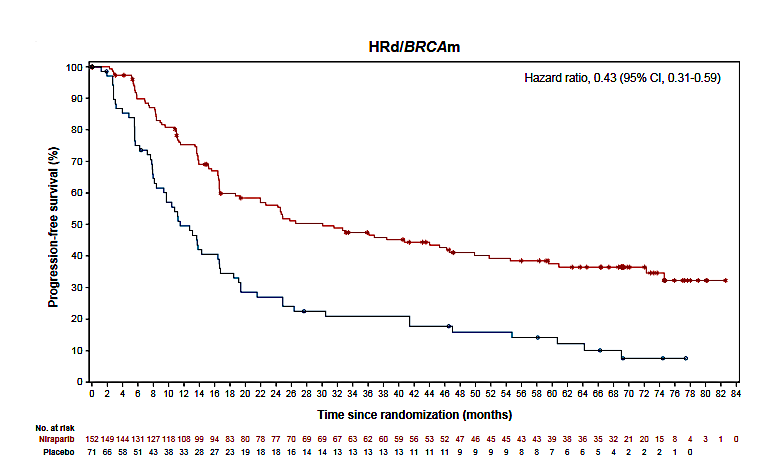 HRd/BRCAm
Hazard ratio, 0.43 (95% CI, 0.31-0.59)
Progression-free survival (%)
100
90
80
70
60
50
40
30
20
10
0
0 2 4 6 8 10 12 14 16 18 20 22 24 26 28 30 32 34 36 38 40 42 44 46 48 50 52 54 56 58 60 62 64 66 68 70 72 74 76 78 80 82 84
Time since randomization (months)
No. at risk
Niraparib 152 149 144 131 127 118 108 99 94 83 80 78 77 70 69 69 67 63 62 60 59 56 53 52 47 46 45 45 43 43 39 38 36 35 32 21 20 15 8 4 3 1 0
Placebo 71 66 58 51 43 38 33 28 27 23 19 18 18 16 14 14 13 13 13 13 13 12 12 12 9 9 9 9 8 8 7 6 6 5 4 3 2 2 1 0